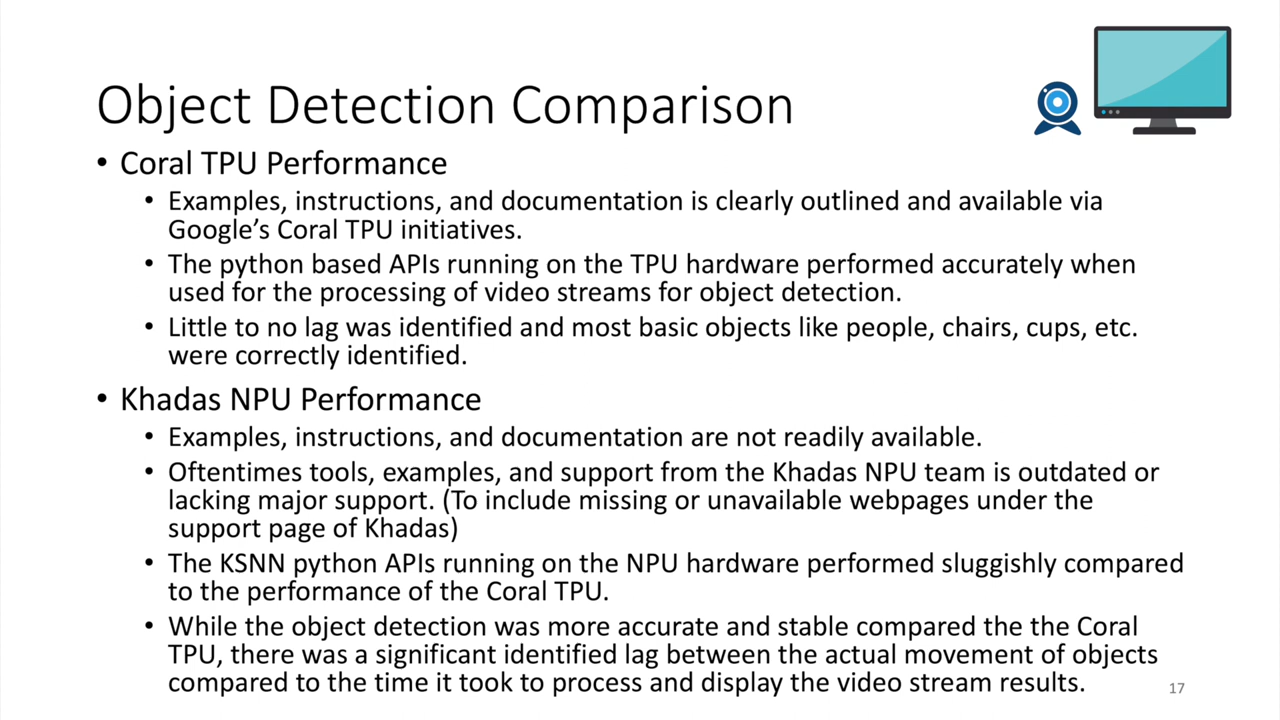 Object Detection Comparison
• Coral TPU Performance
• Examples, instructions, and documentation is clearly outlined and available via
Google's Coral TPU initiatives.
• The python based APIs running on the TPU hardware performed accurately when
used for the processing of video streams for object detection.
• Little to no lag was identified and most basic objects like people, chairs, cups, etc.
were correctly identified.
• Khadas NPU Performance
• Examples, instructions, and documentation are not readily available.
• Oftentimes tools, examples, and support from the Khadas NPU team is outdated or
lacking major support. (To include missing or unavailable webpages under the
support page of Khadas)
• The KSNN python APIs running on the NPU hardware performed sluggishly compared
to the performance of the Coral TPU.
• While the object detection was more accurate and stable compared the the Coral
TPU, there was a significant identified lag between the actual movement of objects
compared to the time it took to process and display the video stream results.
17